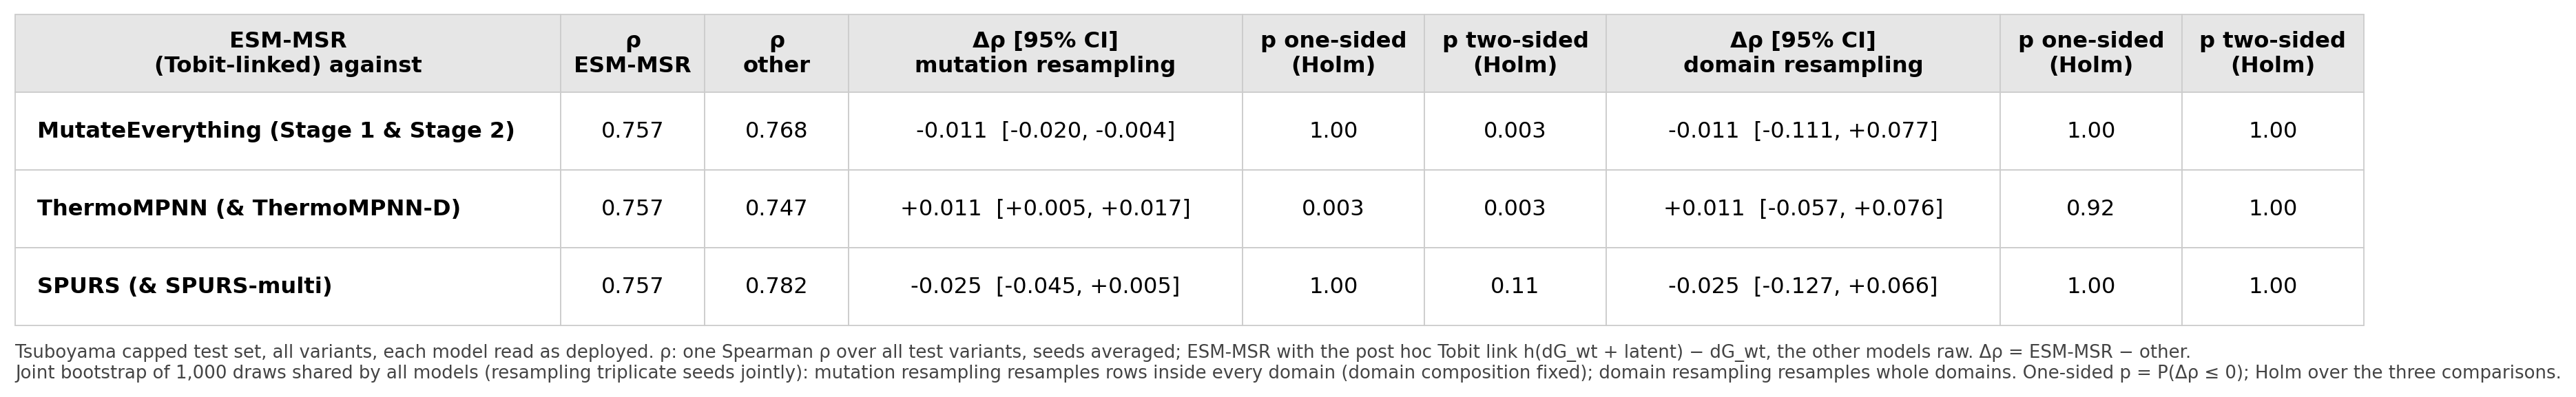 ESM-MSR
(Tobit-linked) against
ρ
ESM-MSR
ρ
other
Δρ [95% CI]
mutation resampling
p one-sided
(Holm)
p two-sided
(Holm)
Δρ [95% CI]
domain resampling
p one-sided
(Holm)
p two-sided
(Holm)
MutateEverything (Stage 1 & Stage 2) 0.757 0.768 -0.011 [-0.020, -0.004] 1.00 0.003 -0.011 [-0.111, +0.077] 1.00 1.00
ThermoMPNN (& ThermoMPNN-D) 0.757 0.747 +0.011 [+0.005, +0.017] 0.003 0.003 +0.011 [-0.057, +0.076] 0.92 1.00
SPURS (& SPURS-multi) 0.757 0.782 -0.025 [-0.045, +0.005] 1.00 0.11 -0.025 [-0.127, +0.066] 1.00 1.00
Tsuboyama capped test set, all variants, each model read as deployed. ρ: one Spearman ρ over all test variants, seeds averaged; ESM-MSR with the post hoc Tobit link h(dG_wt + latent) − dG_wt, the other models raw. Δρ = ESM-MSR − other.
Joint bootstrap of 1,000 draws shared by all models (resampling triplicate seeds jointly): mutation resampling resamples rows inside every domain (domain composition fixed); domain resampling resamples whole domains. One-sided p = P(Δρ ≤ 0); Holm over the three comparisons.